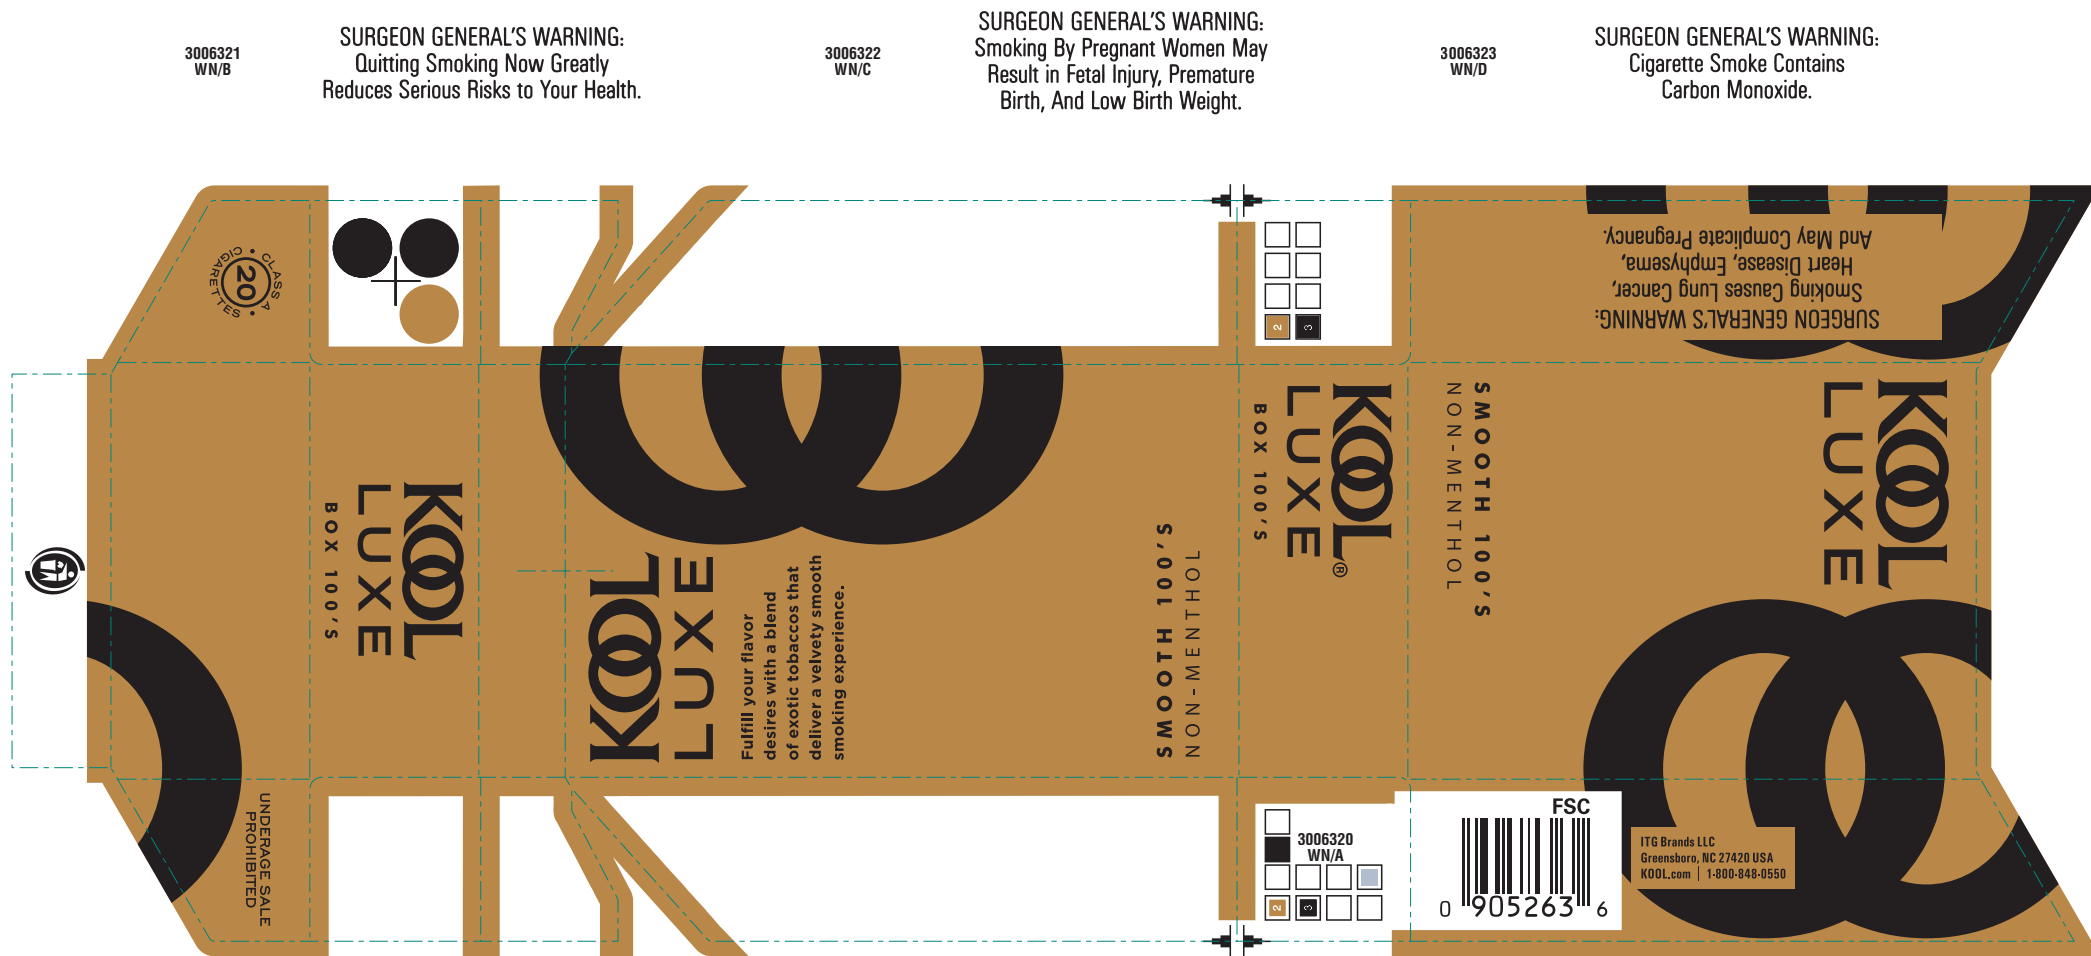 3006321
WN/B
SURGEON GENERAL'S WARNING:
Quitting Smoking Now Greatly
Reduces Serious Risks to Your Health.
3006322
WN/C
SURGEON GENERAL'S WARNING:
Smoking By Pregnant Women May
Result in Fetal Injury, Premature
Birth, And Low Birth Weight.
3006323
WN/D
SURGEON GENERAL'S WARNING:
Cigarette Smoke Contains
Carbon Monoxide.
CLASS A
20
CIGARETTES
2
3
SURGEON GENERAL'S WARNING:
Smoking Causes Lung Cancer,
Heart Disease, Emphysema,
And May Complicate Pregnancy.
KOOL
LUXE
BOX 100'S
KOOL
LUXE
Fulfill your flavor
desires with a blend
of exotic tobaccos that
deliver a velvety smooth
smoking experience.
SMOOTH 100'S
NON-MENTHOL
KOOL®
LUXE
BOX 100'S
SMOOTH 100'S
NON-MENTHOL
KOOL
LUXE
UNDERAGE SALE
PROHIBITED
3006320
WN/A
2
3
FSC
0 905263 6
ITG Brands LLC
Greensboro, NC 27420 USA
KOOL.com | 1-800-848-0550